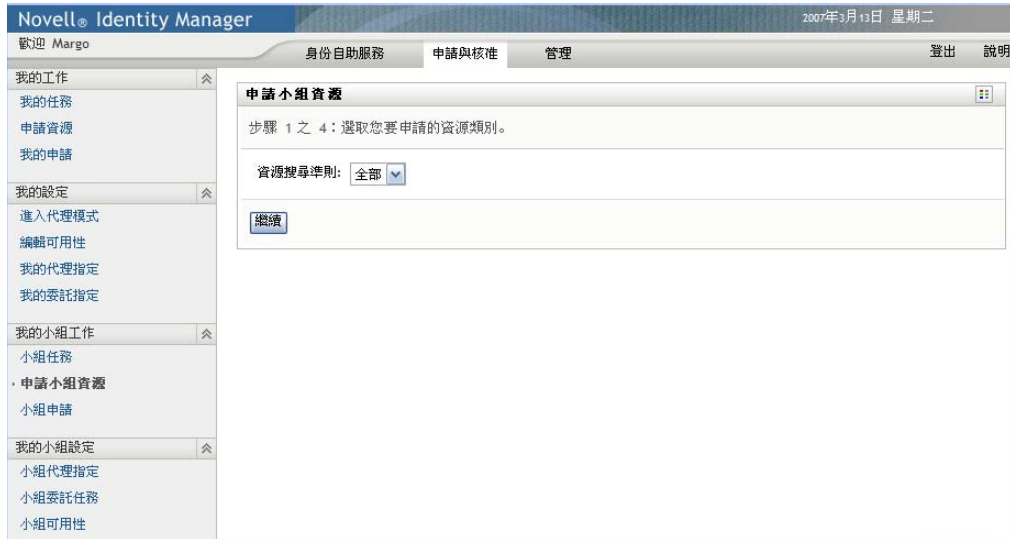 Novell® Identity Manager
2007年3月13日 星期二
歡迎 Margo
身份自助服務 申請與核准 管理 登出 說明
我的工作
我的任務
申請資源
我的申請
我的設定
進入代理模式
編輯可用性
我的代理指定
我的委託指定
我的小組工作
小組任務
申請小組資源
小組申請
我的小組設定
小組代理指定
小組委託任務
小組可用性
申請小組資源
步驟 1 之 4：選取您要申請的資源類別。
資源搜尋準則: 全部
繼續